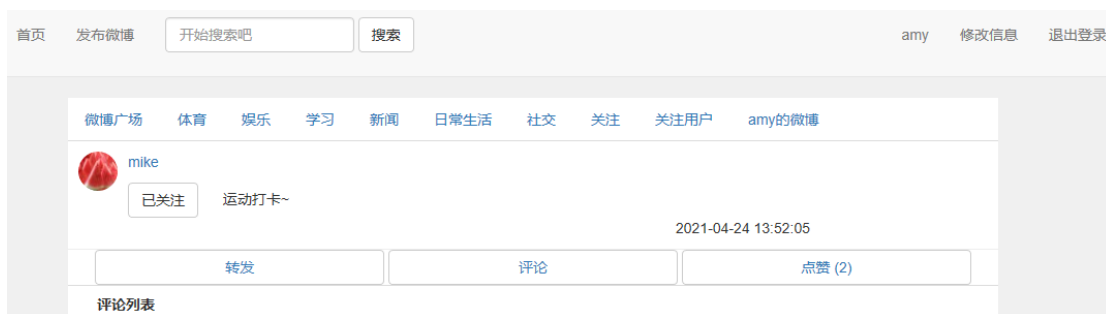 首页 发布微博 开始搜索吧 搜索 amy 修改信息 退出登录
微博广场 体育 娱乐 学习 新闻 日常生活 社交 关注 关注用户 amy的微博
mike
已关注 运动打卡~
2021-04-24 13:52:05
转发 评论 点赞 (2)
评论列表